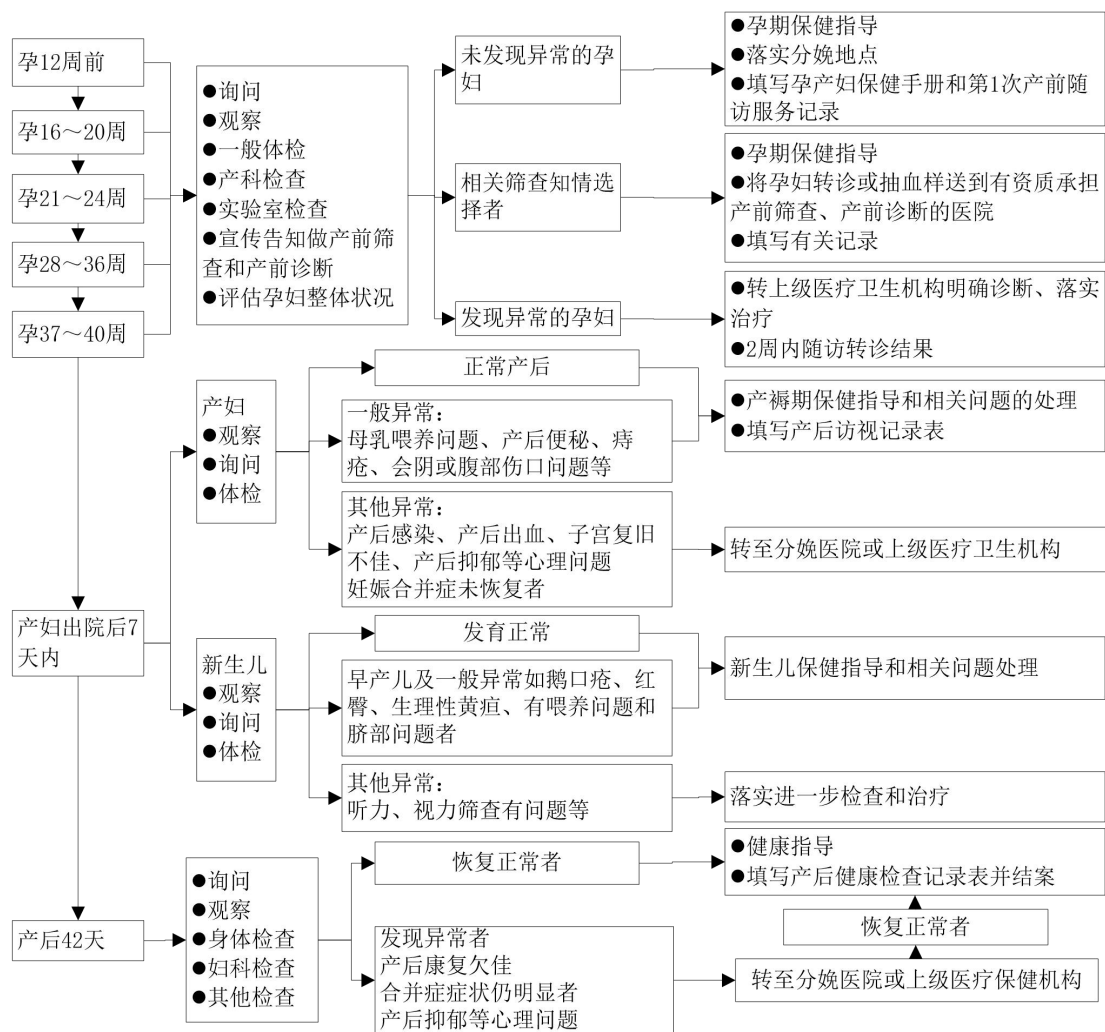 孕12周前
孕16～20周
孕21～24周
孕28～36周
孕37～40周
●询问
●观察
●一般体检
●产科检查
●实验室检查
●宣传告知做产前筛
查和产前诊断
●评估孕妇整体状况
未发现异常的孕
妇
●孕期保健指导
●落实分娩地点
●填写孕产妇保健手册和第1次产前随
访服务记录
相关筛查知情选
择者
●孕期保健指导
●将孕妇转诊或抽血样送到有资质承担
产前筛查、产前诊断的医院
●填写有关记录
发现异常的孕妇
●转上级医疗卫生机构明确诊断、落实
治疗
●2周内随访转诊结果
产妇出院后7
天内
产妇
●观察
●询问
●体检
正常产后
一般异常：
母乳喂养问题、产后便秘、痔
疮、会阴或腹部伤口问题等
●产褥期保健指导和相关问题的处理
●填写产后访视记录表
其他异常：
产后感染、产后出血、子宫复旧
不佳、产后抑郁等心理问题
妊娠合并症未恢复者
转至分娩医院或上级医疗卫生机构
新生儿
●观察
●询问
●体检
发育正常
早产儿及一般异常如鹅口疮、红
臀、生理性黄疸、有喂养问题和
脐部问题者
新生儿保健指导和相关问题处理
其他异常：
听力、视力筛查有问题等
落实进一步检查和治疗
产后42天
●询问
●观察
●身体检查
●妇科检查
●其他检查
恢复正常者
●健康指导
●填写产后健康检查记录表并结案
恢复正常者
发现异常者
产后康复欠佳
合并症症状仍明显者
产后抑郁等心理问题
转至分娩医院或上级医疗保健机构